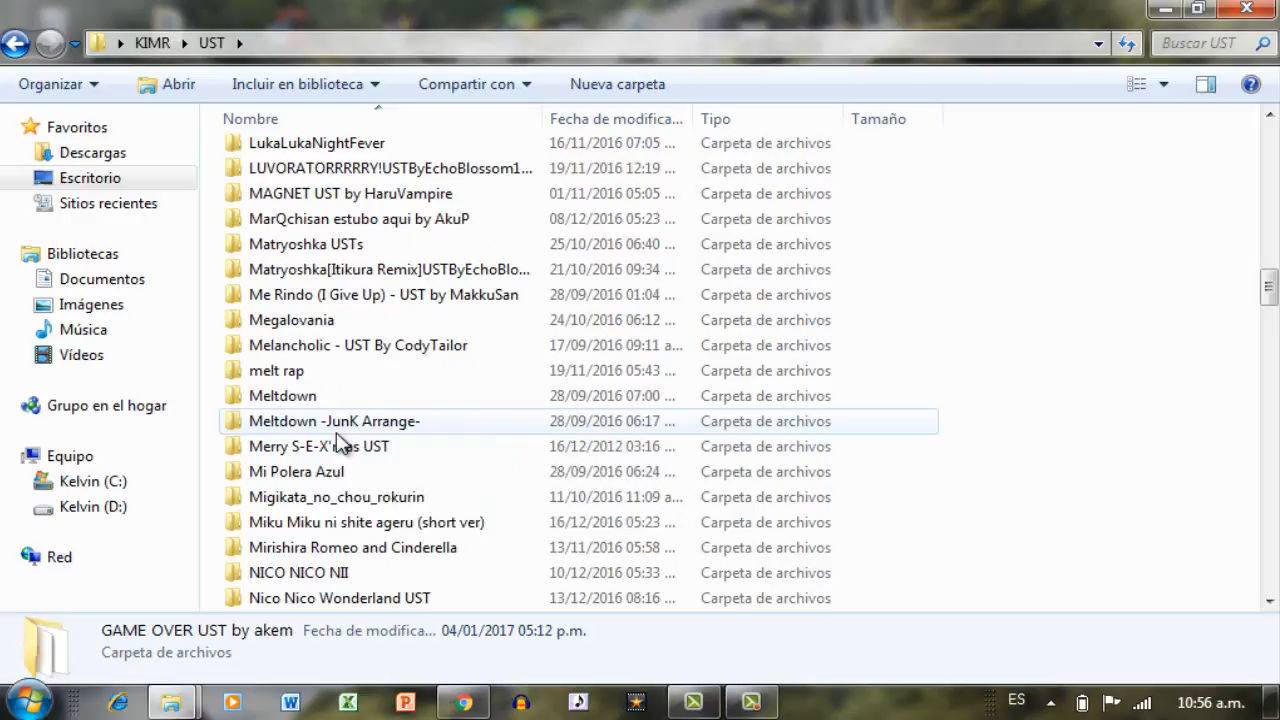 KIMR UST
Buscar UST
Organizar Abrir Incluir en biblioteca Compartir con Nueva carpeta
Nombre Fecha de modifica... Tipo Tamaño
Favoritos
Descargas
Escritorio
Sitios recientes
Bibliotecas
Documentos
Imágenes
Música
Vídeos
Grupo en el hogar
Equipo
Kelvin (C:)
Kelvin (D:)
Red
LukaLukaNightFever 16/11/2016 07:05 ... Carpeta de archivos
LUVORATORRRRRY!USTByEchoBlossom1... 19/11/2016 12:19 ... Carpeta de archivos
MAGNET UST by HaruVampire 01/11/2016 05:05 ... Carpeta de archivos
MarQchisan estubo aqui by AkuP 08/12/2016 05:23 ... Carpeta de archivos
Matryoshka USTs 25/10/2016 06:40 ... Carpeta de archivos
Matryoshka[Itikura Remix]USTByEchoBlo... 21/10/2016 09:34 ... Carpeta de archivos
Me Rindo (I Give Up) - UST by MakkuSan 28/09/2016 01:04 ... Carpeta de archivos
Megalovania 24/10/2016 06:12 ... Carpeta de archivos
Melancholic - UST By CodyTailor 17/09/2016 09:11 a... Carpeta de archivos
melt rap 19/11/2016 05:43 ... Carpeta de archivos
Meltdown 28/09/2016 07:00 ... Carpeta de archivos
Meltdown -JunK Arrange- 28/09/2016 06:17 ... Carpeta de archivos
Merry S-E-X'mas UST 16/12/2012 03:16 ... Carpeta de archivos
Mi Polera Azul 28/09/2016 06:24 ... Carpeta de archivos
Migikata_no_chou_rokurin 11/10/2016 11:09 a... Carpeta de archivos
Miku Miku ni shite ageru (short ver) 16/12/2016 05:23 ... Carpeta de archivos
Mirishira Romeo and Cinderella 13/11/2016 05:58 ... Carpeta de archivos
NICO NICO NII 10/12/2016 05:33 ... Carpeta de archivos
Nico Nico Wonderland UST 13/12/2016 08:16 ... Carpeta de archivos
GAME OVER UST by akem Fecha de modifica... 04/01/2017 05:12 p.m.
Carpeta de archivos
ES 10:56 a.m.